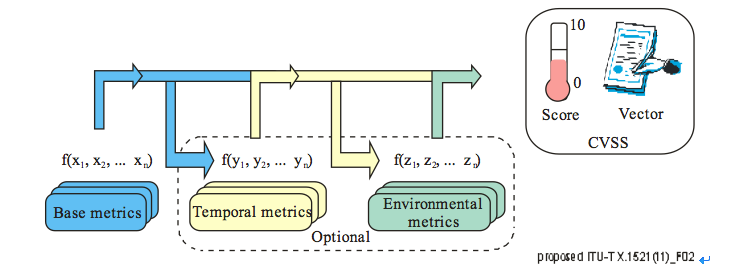 10
0
Score Vector
CVSS
f(x1, x2, ... xn) f(y1, y2, ... yn) f(z1, z2, ... zn)
Base metrics
Temporal metrics
Environmental
metrics
Optional
proposed ITU-T X.1521(11)_F02